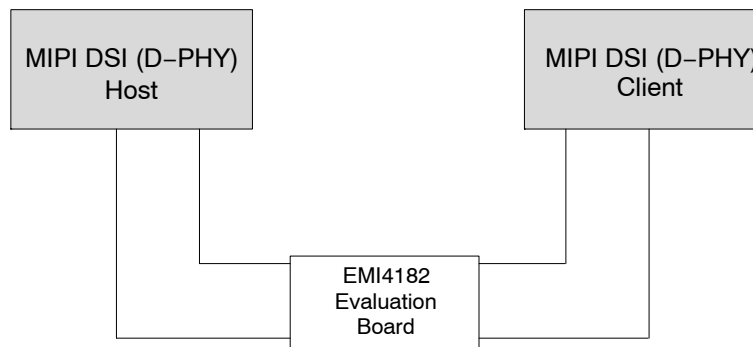 MIPI DSI (D−PHY)
Host
MIPI DSI (D−PHY)
Client
EMI4182
Evaluation
Board